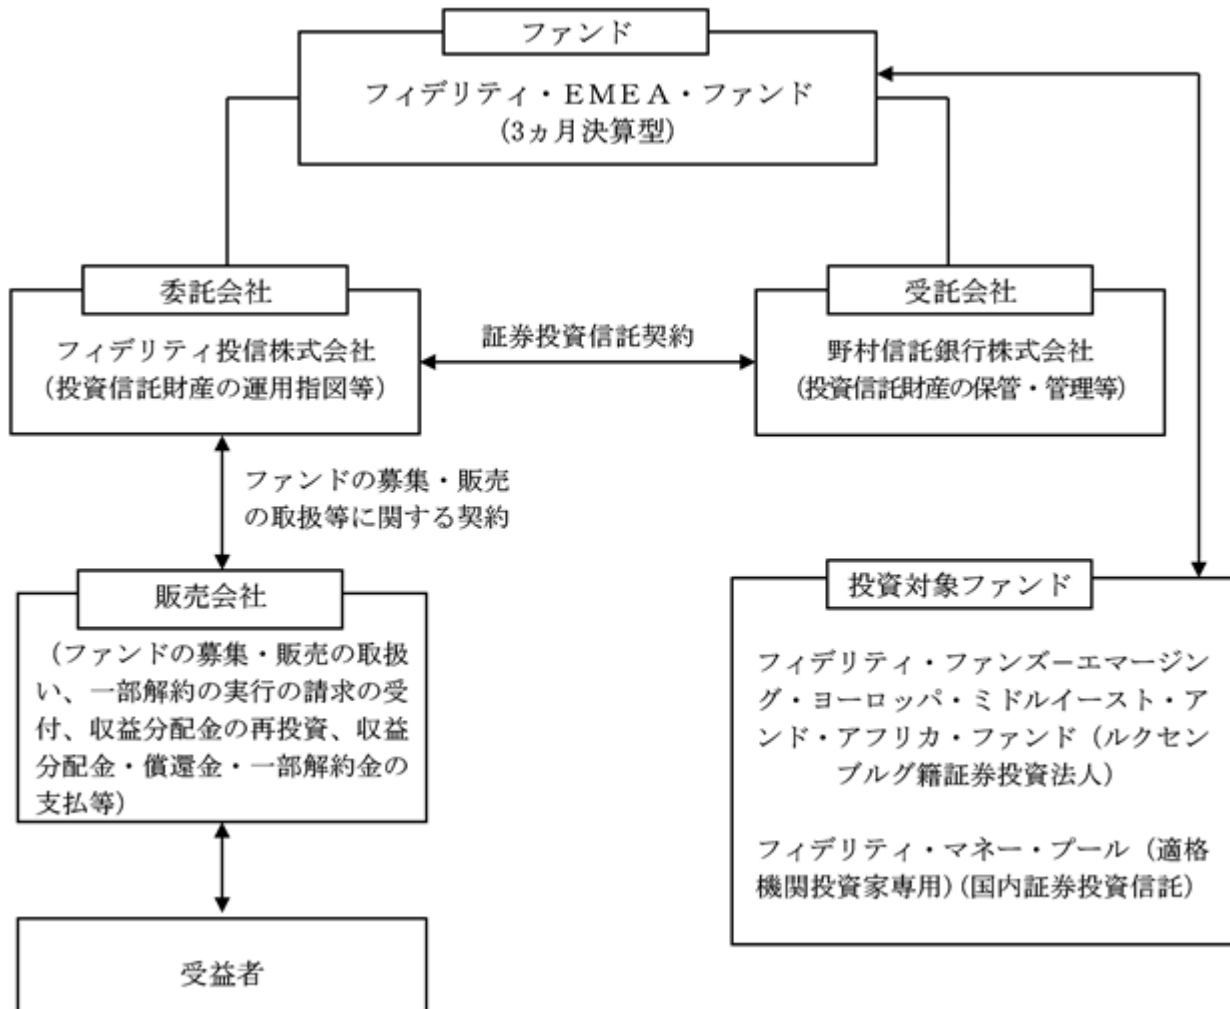 ファンド
フィデリティ・ＥＭＥＡ・ファンド
(3ヵ月決算型)
委託会社
フィデリティ投信株式会社
(投資信託財産の運用指図等)
証券投資信託契約
受託会社
野村信託銀行株式会社
(投資信託財産の保管・管理等)
ファンドの募集・販売
の取扱等に関する契約
販売会社
（ファンドの募集・販売の取扱
い、一部解約の実行の請求の受
付、収益分配金の再投資、収益
分配金・償還金・一部解約金の
支払等）
受益者
投資対象ファンド
フィデリティ・ファンズ－エマージン
グ・ヨーロッパ・ミドルイースト・ア
ンド・アフリカ・ファンド（ルクセン
ブルグ籍証券投資法人）
フィデリティ・マネー・プール（適格
機関投資家専用）(国内証券投資信託）